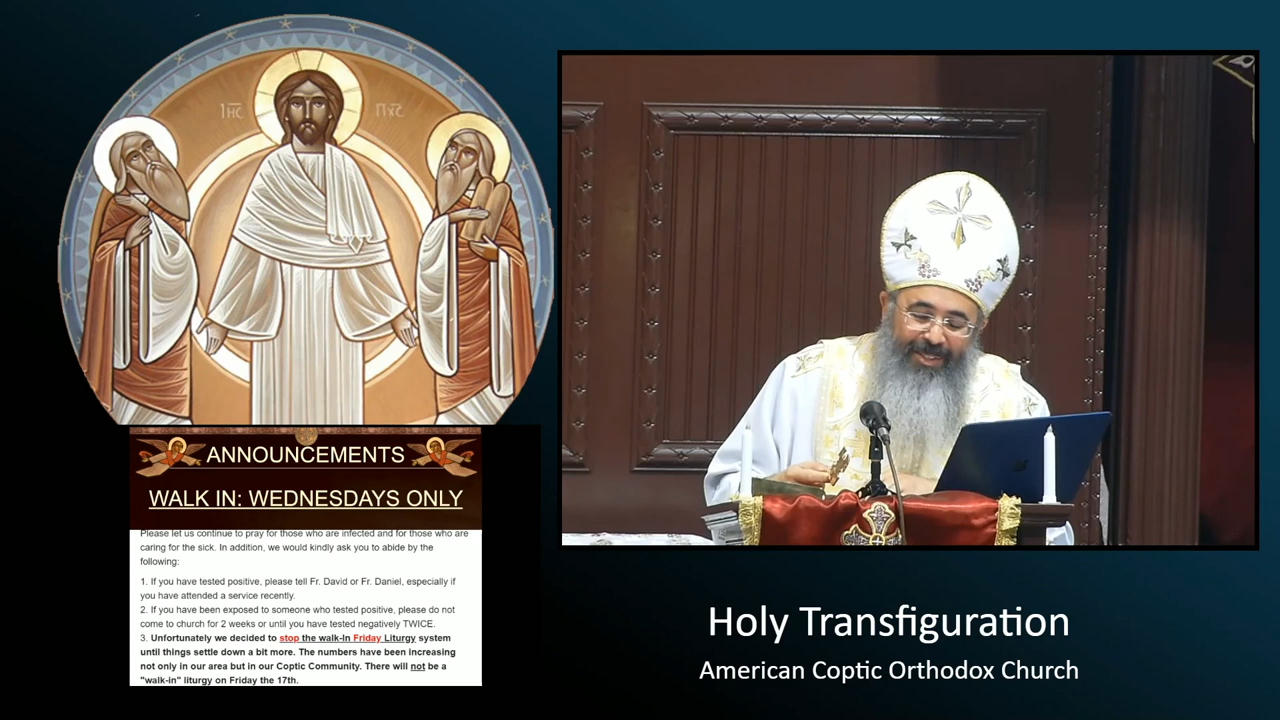 ⲒⲎ̅Ⲥ ⲠⲬ̅Ⲥ
ANNOUNCEMENTS
WALK IN: WEDNESDAYS ONLY
Please let us continue to pray for those who are infected and for those who are
caring for the sick. In addition, we would kindly ask you to abide by the
following:
1. If you have tested positive, please tell Fr. David or Fr. Daniel, especially if
you have attended a service recently.
2. If you have been exposed to someone who tested positive, please do not
come to church for 2 weeks or until you have tested negatively TWICE.
3. Unfortunately we decided to stop the walk-In Friday Liturgy system
until things settle down a bit more. The numbers have been increasing
not only in our area but in our Coptic Community. There will not be a
"walk-in" liturgy on Friday the 17th.
Holy Transfiguration
American Coptic Orthodox Church